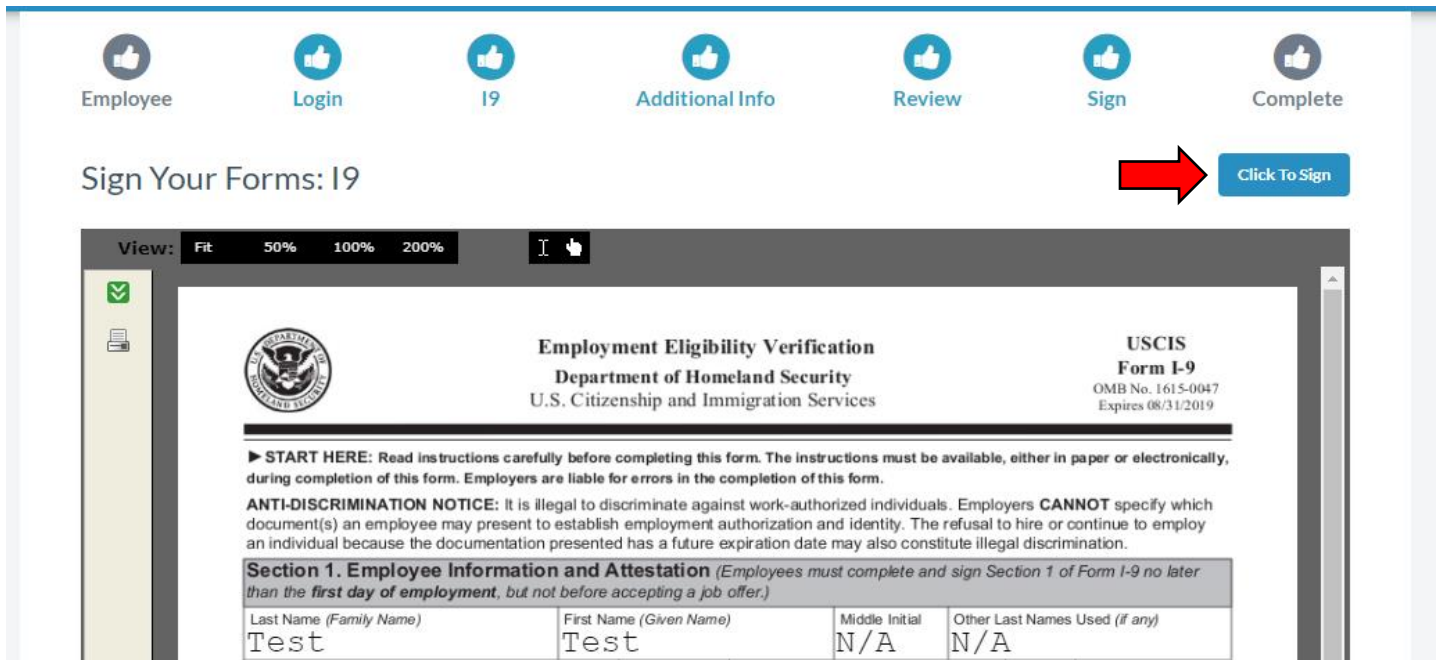 Employee Login I9 Additional Info Review Sign Complete
Sign Your Forms: I9
Click To Sign
View: Fit 50% 100% 200%
Employment Eligibility Verification
Department of Homeland Security
U.S. Citizenship and Immigration Services
USCIS
Form I-9
OMB No. 1615-0047
Expires 08/31/2019
►START HERE: Read instructions carefully before completing this form. The instructions must be available, either in paper or electronically,
during completion of this form. Employers are liable for errors in the completion of this form.
ANTI-DISCRIMINATION NOTICE: It is illegal to discriminate against work-authorized individuals. Employers CANNOT specify which
document(s) an employee may present to establish employment authorization and identity. The refusal to hire or continue to employ
an individual because the documentation presented has a future expiration date may also constitute illegal discrimination.
Section 1. Employee Information and Attestation (Employees must complete and sign Section 1 of Form I-9 no later
than the first day of employment, but not before accepting a job offer.)
Last Name (Family Name) First Name (Given Name) Middle Initial Other Last Names Used (if any)
Test Test N/A N/A